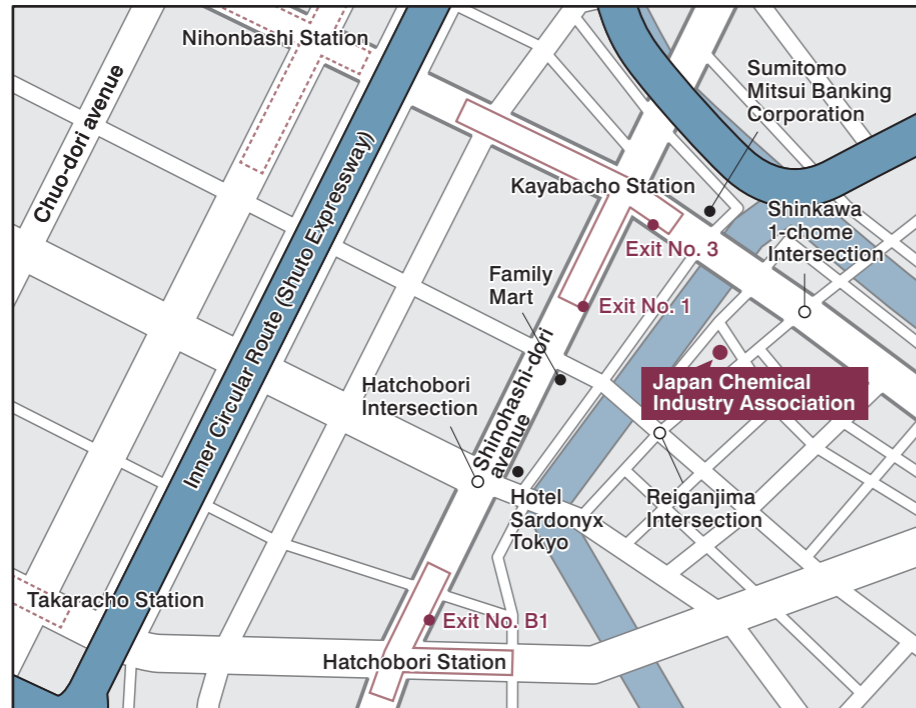 Nihonbashi Station
Chuo-dori avenue
Inner Circular Route (Shuto Expressway)
Sumitomo
Mitsui Banking
Corporation
Kayabacho Station
Shinkawa
1-chome
Intersection
Exit No. 3
Family
Mart
Exit No. 1
Shinohashi-dori
avenue
Hatchobori
Intersection
Japan Chemical
Industry Association
Hotel
Sardonyx
Tokyo
Reiganjima
Intersection
Takaracho Station
Exit No. B1
Hatchobori Station